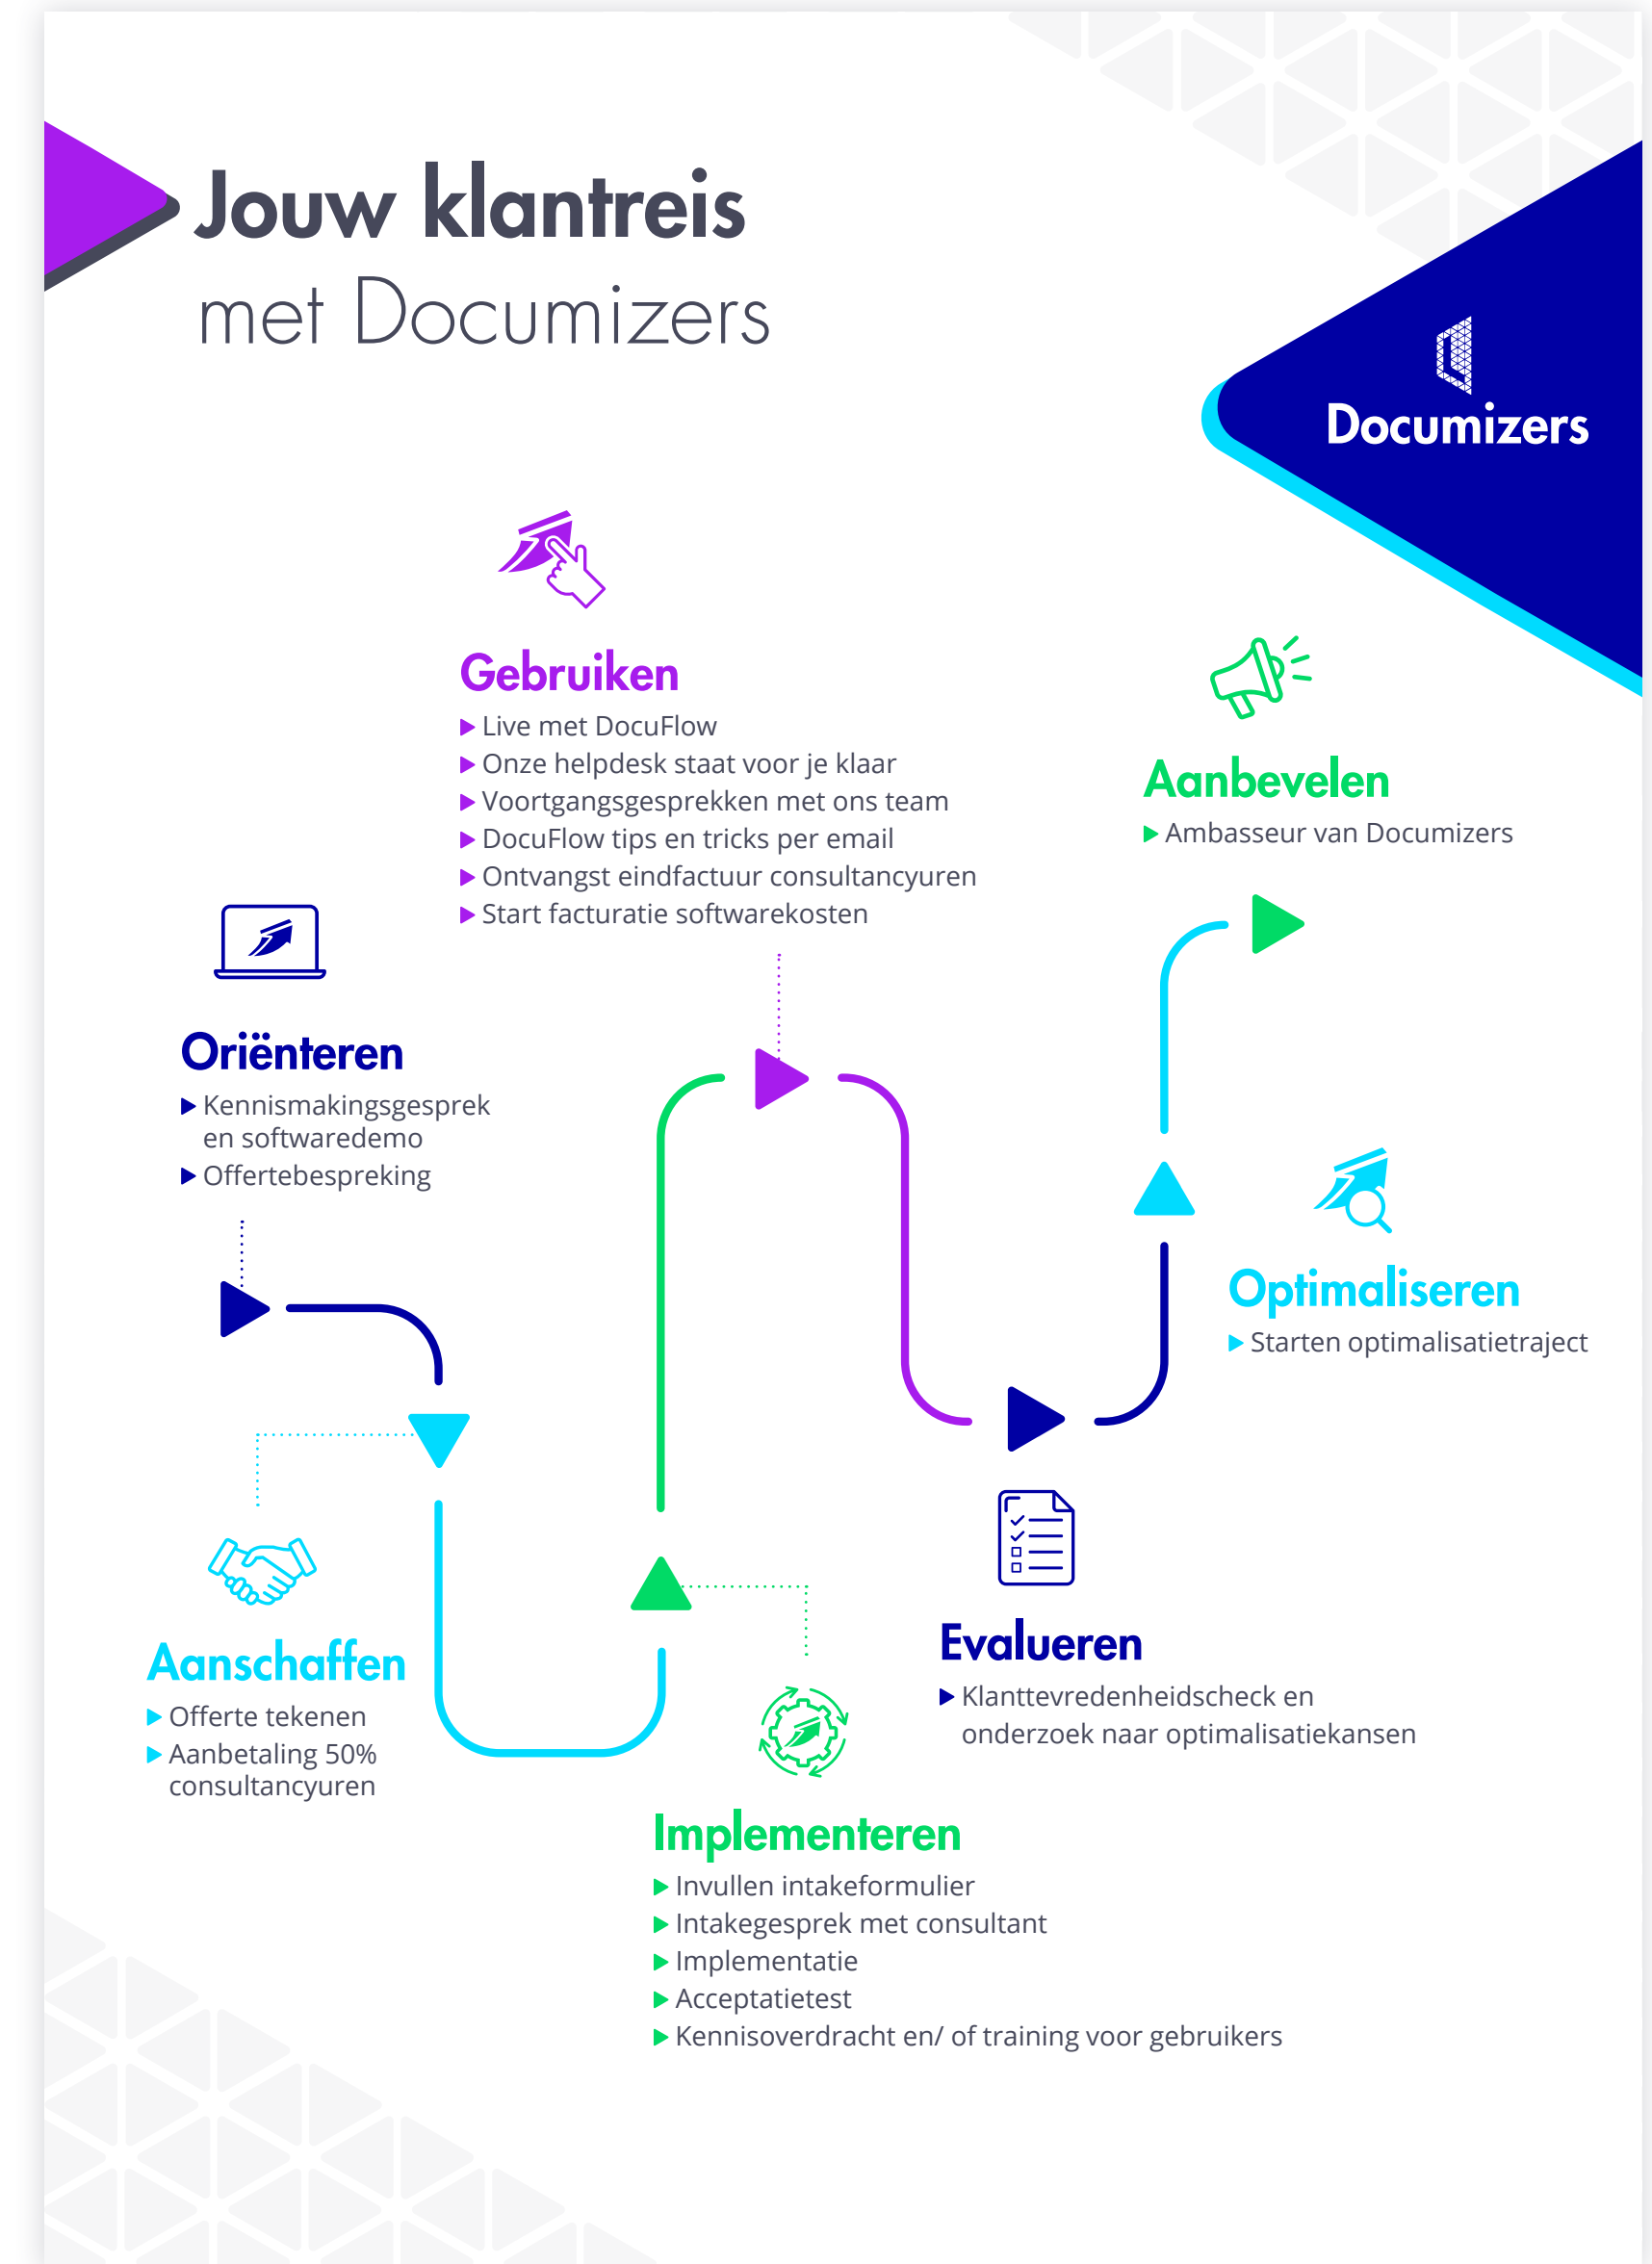 Jouw klantreis
met Documizers
Documizers
Gebruiken
Live met DocuFlow
Onze helpdesk staat voor je klaar
Voortgangsgesprekken met ons team
DocuFlow tips en tricks per email
Ontvangst eindfactuur consultancyuren
Start facturatie softwarekosten
Aanbevelen
Ambasseur van Documizers
Oriënteren
Kennismakingsgesprek
en softwaredemo
Offertebespreking
Optimaliseren
Starten optimalisatietraject
Aanschaffen
Offerte tekenen
Aanbetaling 50%
consultancyuren
Evalueren
Klanttevredenheidscheck en
onderzoek naar optimalisatiekansen
Implementeren
Invullen intakeformulier
Intakegesprek met consultant
Implementatie
Acceptatietest
Kennisoverdracht en/ of training voor gebruikers